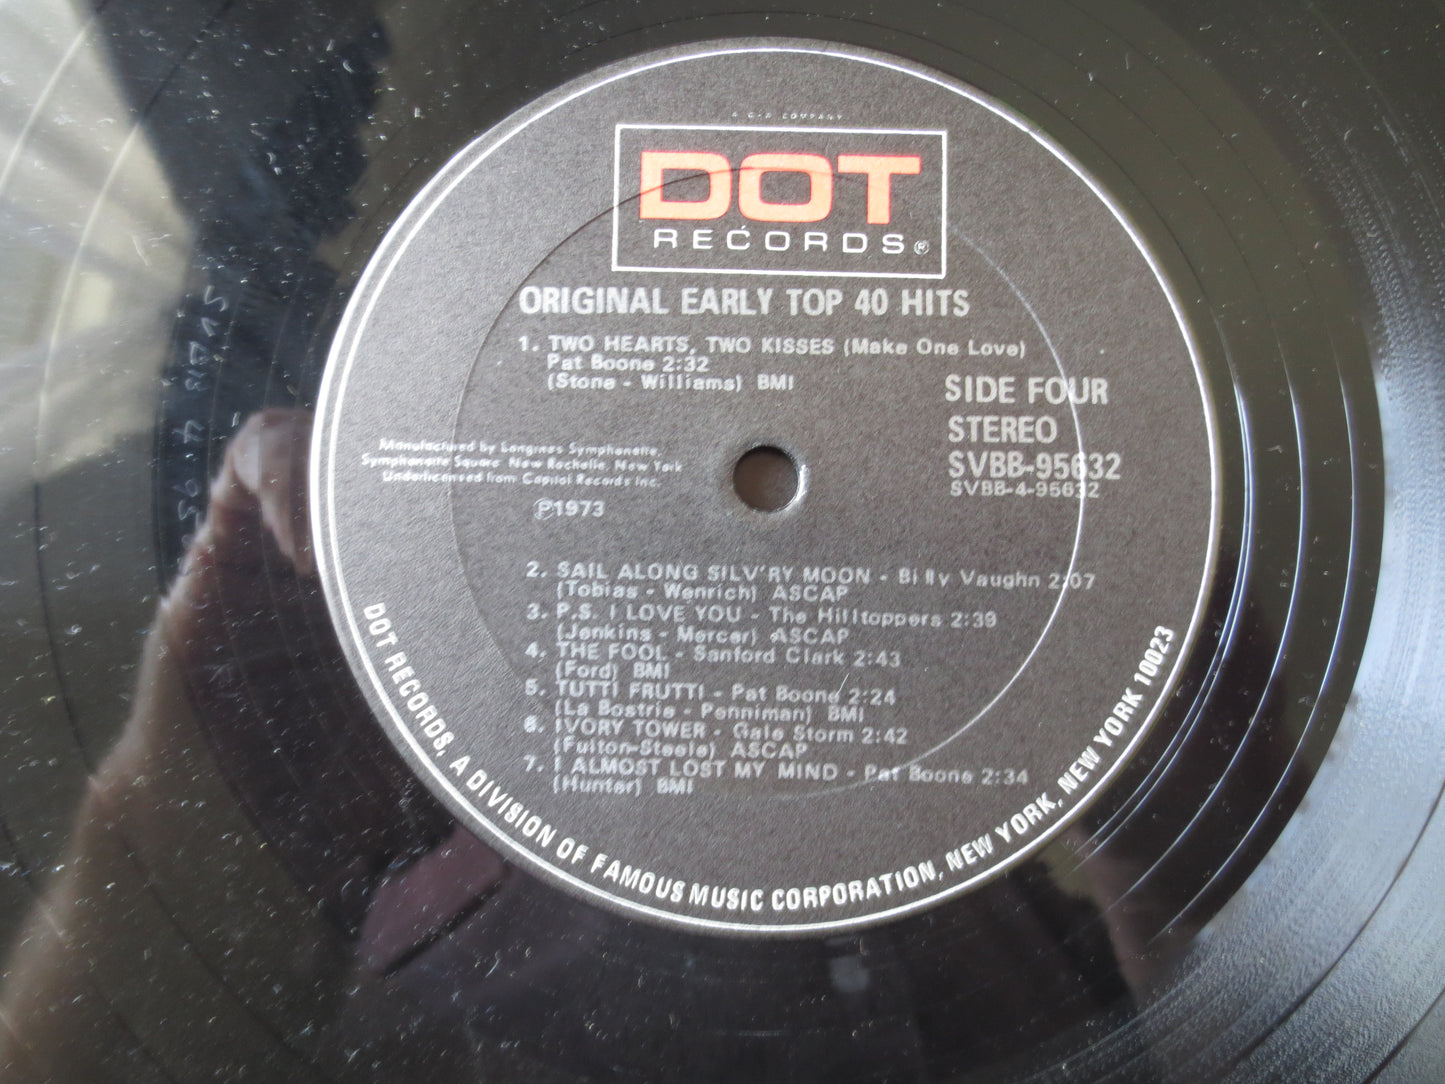 A G+W COMPANY
DOT
RECORDS®
ORIGINAL EARLY TOP 40 HITS
1. TWO HEARTS, TWO KISSES (Make One Love)
Pat Boone 2:32
(Stone - Williams) BMI
SIDE FOUR
STEREO
SVBB-95632
SVBB-4-95632
Manufactured by Longines Symphonette,
Symphonette Square, New Rochelle, New York
Underlicensed from Capitol Records Inc.
Ⓟ1973
2. SAIL ALONG SILV'RY MOON - Billy Vaughn 2:07
(Tobias - Wenrich) ASCAP
3. P.S. I LOVE YOU - The Hilltoppers 2:39
(Jenkins - Mercer) ASCAP
4. THE FOOL - Sanford Clark 2:43
(Ford) BMI
5. TUTTI FRUTTI - Pat Boone 2:24
(La Bostrie - Penniman) BMI
6. IVORY TOWER - Gale Storm 2:42
(Fulton-Steele) ASCAP
7. I ALMOST LOST MY MIND - Pat Boone 2:34
(Hunter) BMI
DOT RECORDS, A DIVISION OF FAMOUS MUSIC CORPORATION, NEW YORK, NEW YORK 10023